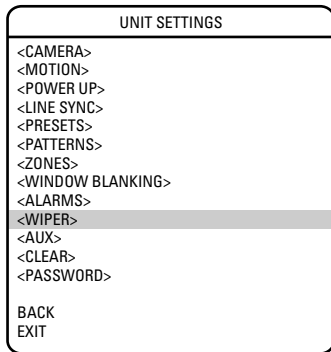 UNIT SETTINGS
<CAMERA>
<MOTION>
<POWER UP>
<LINE SYNC>
<PRESETS>
<PATTERNS>
<ZONES>
<WINDOW BLANKING>
<ALARMS>
<WIPER>
<AUX>
<CLEAR>
<PASSWORD>
BACK
EXIT